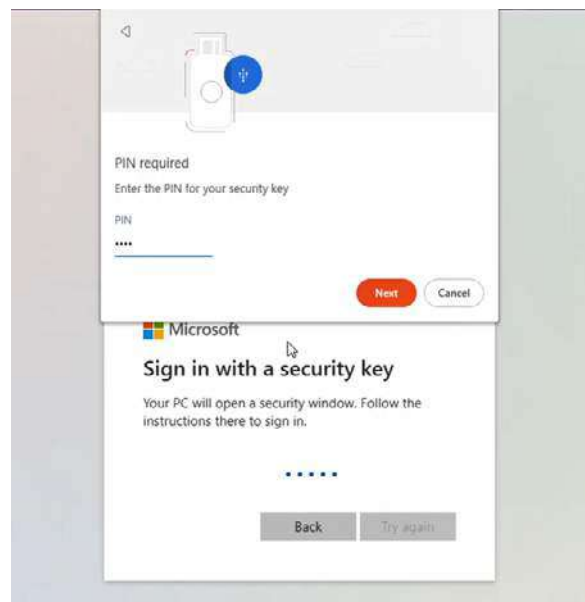 PIN required
Enter the PIN for your security key
PIN
••••
Next Cancel
Microsoft
Sign in with a security key
Your PC will open a security window. Follow the
instructions there to sign in.
Back Try again